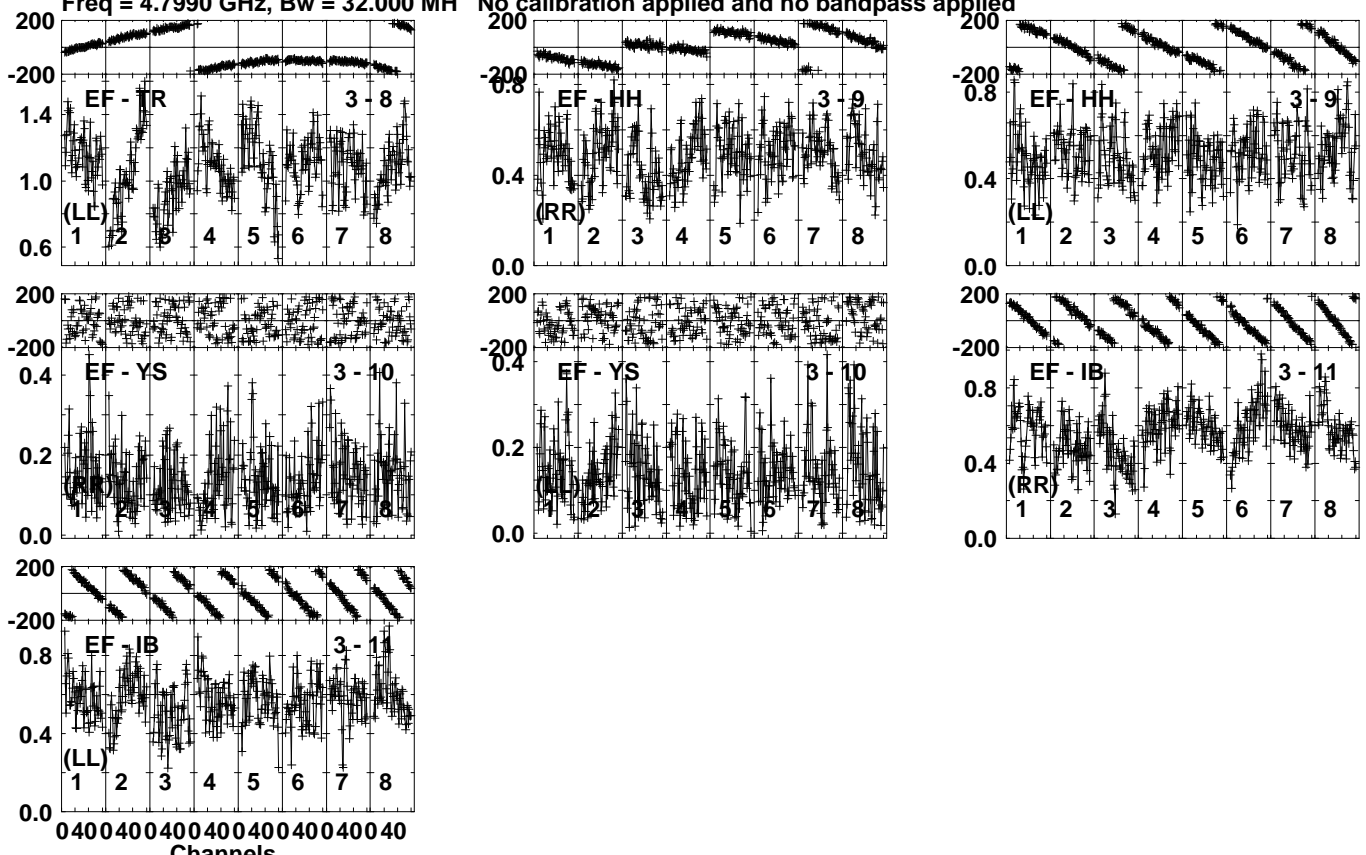 Freq = 4.7990 GHz, Bw = 32.000 MH No calibration applied and no bandpass applied
200
-200
EF - TR 3 - 8
1.4
1.0
0.6
(LL)
1 2 3 4 5 6 7 8
200
-200
0.8
EF - HH 3 - 9
0.4
0.0
(RR)
1 2 3 4 5 6 7 8
200
-200
0.8
EF - HH 3 - 9
0.4
0.0
(LL)
1 2 3 4 5 6 7 8
200
-200
0.4
EF - YS 3 - 10
0.2
0.0
(RR)
1 2 3 4 5 6 7 8
200
-200
0.4
EF - YS 3 - 10
0.2
0.0
(LL)
1 2 3 4 5 6 7 8
200
-200
0.8
EF - IB 3 - 11
0.4
0.0
(RR)
1 2 3 4 5 6 7 8
200
-200
EF - IB 3 - 11
0.8
0.4
0.0
(LL)
1 2 3 4 5 6 7 8
0 40 0 40 0 40 0 40 0 40 0 40 0 40 0 40
Channels